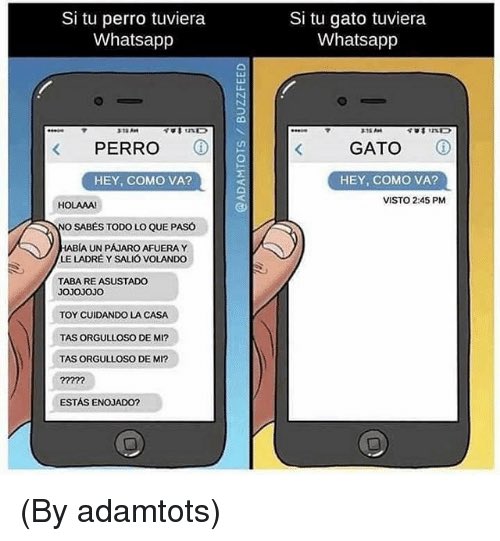 Si tu perro tuviera
Whatsapp
PERRO
HEY, COMO VA?
HOLAAA!
NO SABÉS TODO LO QUE PASÓ
HABÍA UN PÁJARO AFUERA Y
LE LADRÉ Y SALIÓ VOLANDO
TABA RE ASUSTADO
JOJOJOJO
TOY CUIDANDO LA CASA
TAS ORGULLOSO DE MI?
TAS ORGULLOSO DE MI?
?????
ESTÁS ENOJADO?
@ADAMTOTS / BUZZFEED
Si tu gato tuviera
Whatsapp
GATO
HEY, COMO VA?
VISTO 2:45 PM
(By adamtots)